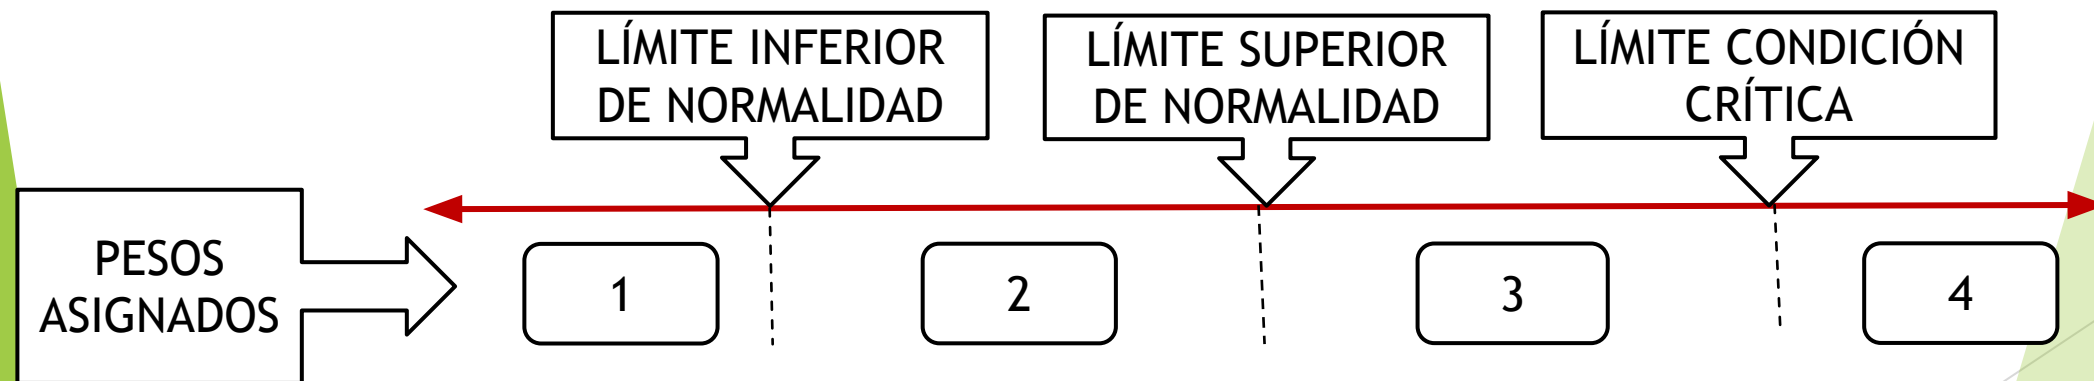 LÍMITE INFERIOR
DE NORMALIDAD
LÍMITE SUPERIOR
DE NORMALIDAD
LÍMITE CONDICIÓN
CRÍTICA
PESOS
ASIGNADOS
1
2
3
4